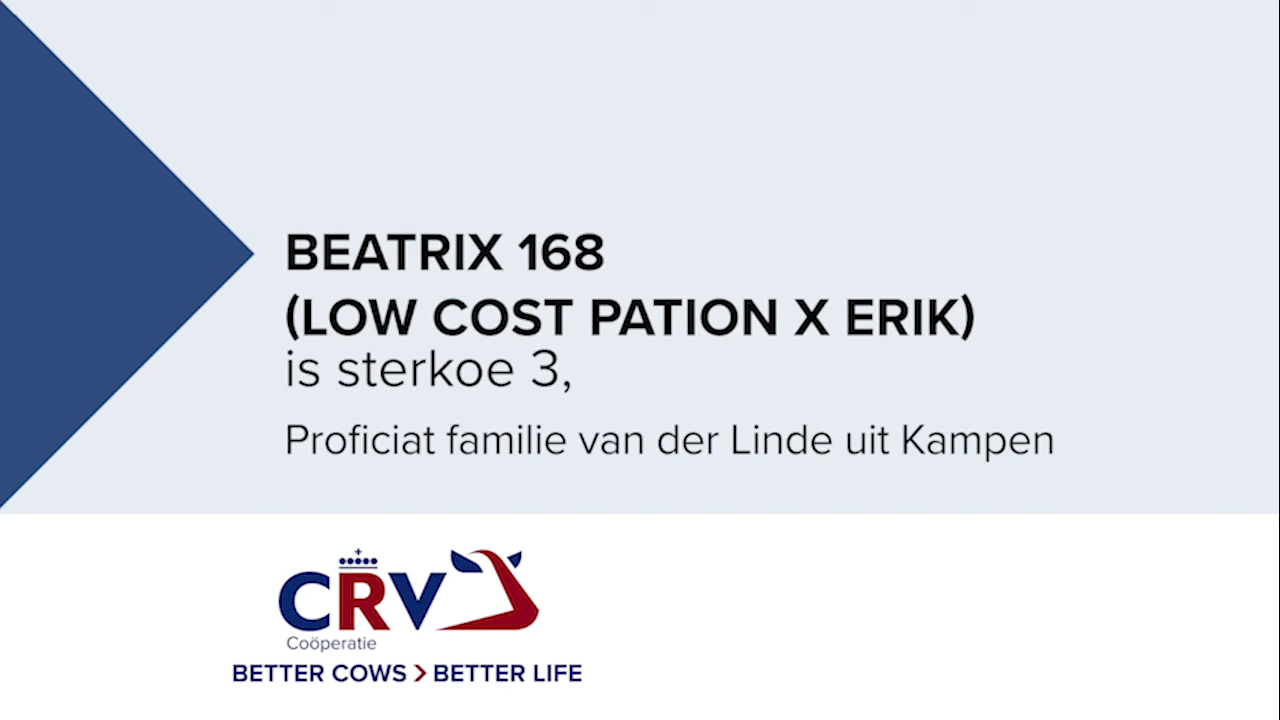 BEATRIX 168
(LOW COST PATION X ERIK)
is sterkoe 3,
Proficiat familie van der Linde uit Kampen
CRV
Coöperatie
BETTER COWS > BETTER LIFE